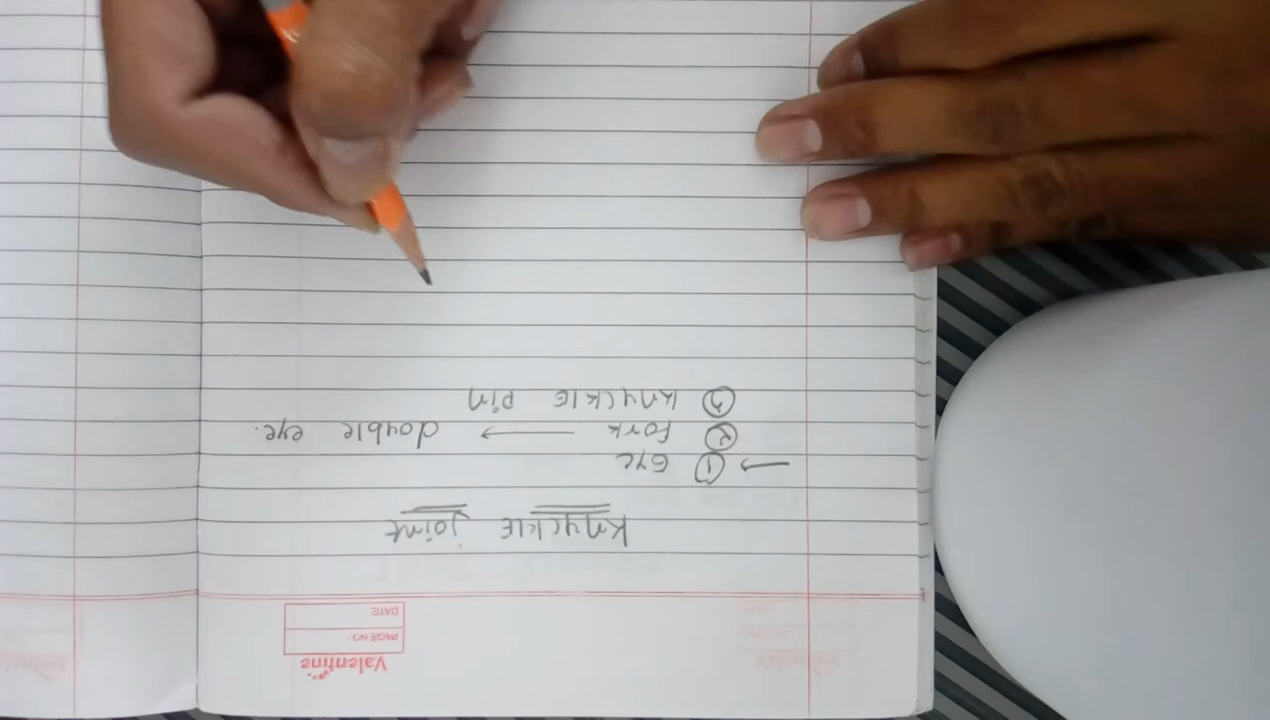 Valentine
PAGE NO:
DATE
Knuckle joint
→ ① Eye
② Fork → double eye.
③ Knuckle pin